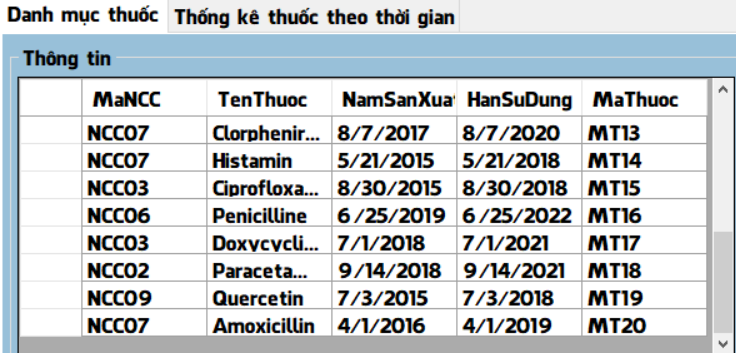 Danh mục thuốc Thống kê thuốc theo thời gian
Thông tin
MaNCC TenThuoc NamSanXua HanSuDung MaThuoc
NCC07 Clorphenir... 8/7/2017 8/7/2020 MT13
NCC07 Histamin 5/21/2015 5/21/2018 MT14
NCC03 Ciprofloxa... 8/30/2015 8/30/2018 MT15
NCC06 Penicilline 6/25/2019 6/25/2022 MT16
NCC03 Doxycycli... 7/1/2018 7/1/2021 MT17
NCC02 Paraceta... 9/14/2018 9/14/2021 MT18
NCC09 Quercetin 7/3/2015 7/3/2018 MT19
NCC07 Amoxicillin 4/1/2016 4/1/2019 MT20